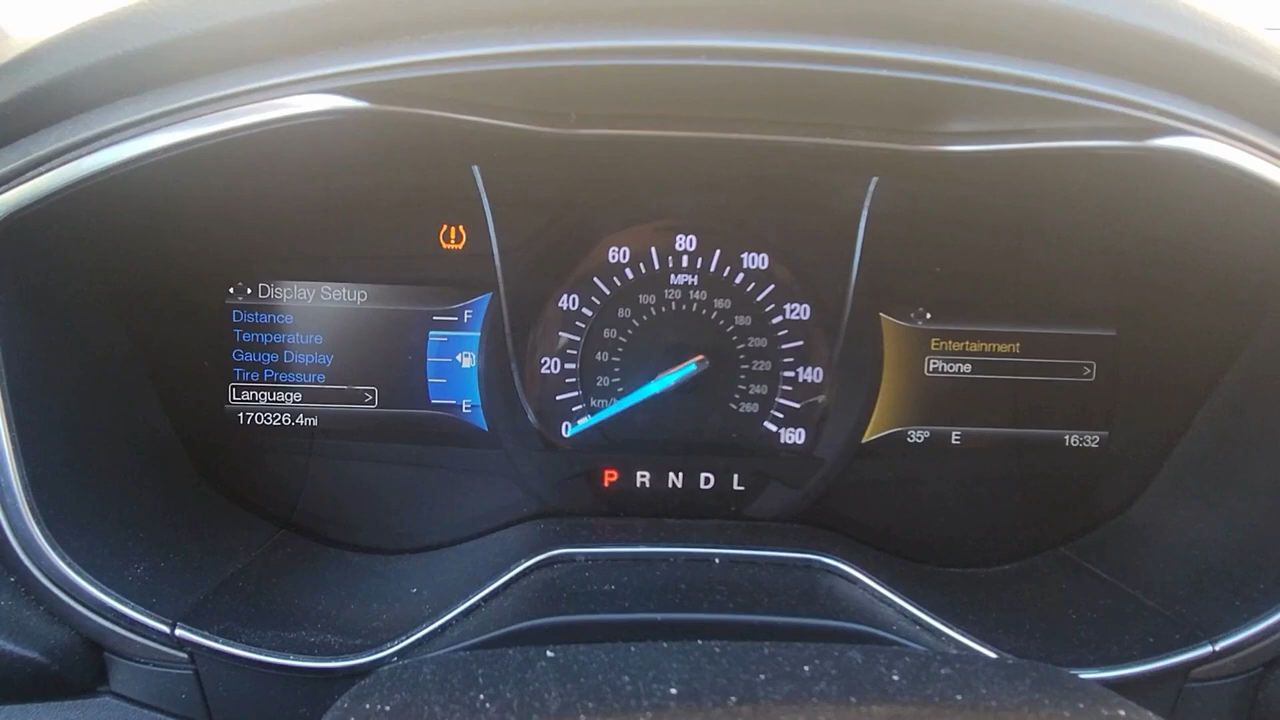 Display Setup
Distance
Temperature
Gauge Display
Tire Pressure
Language >
170326.4mi
F
E
0 20 40 60 80 100 120 140 160
MPH
20 40 60 80 100 120 140 160 180 200 220 240 260
km/h
P R N D L
Entertainment
Phone >
35° E 16:32